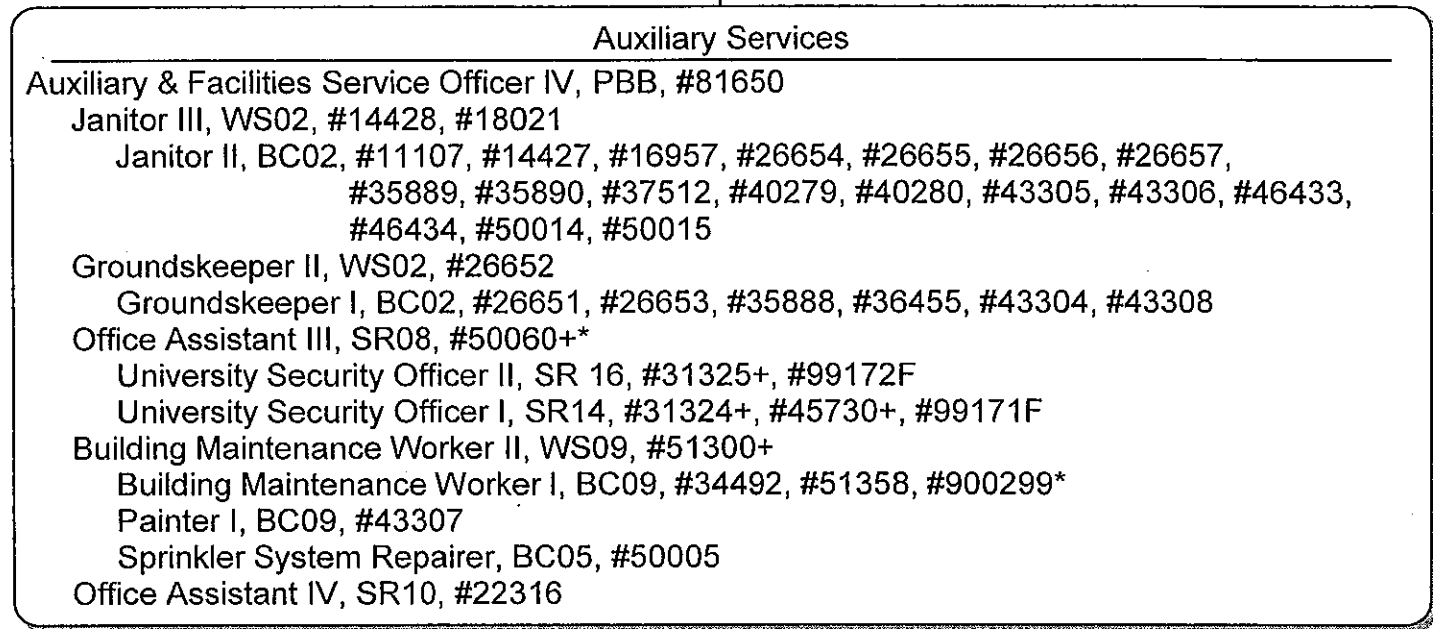 Auxiliary Services
Auxiliary & Facilities Service Officer IV, PBB, #81650
Janitor III, WS02, #14428, #18021
Janitor II, BC02, #11107, #14427, #16957, #26654, #26655, #26656, #26657,
#35889, #35890, #37512, #40279, #40280, #43305, #43306, #46433,
#46434, #50014, #50015
Groundskeeper II, WS02, #26652
Groundskeeper I, BC02, #26651, #26653, #35888, #36455, #43304, #43308
Office Assistant III, SR08, #50060+*
University Security Officer II, SR 16, #31325+, #99172F
University Security Officer I, SR14, #31324+, #45730+, #99171F
Building Maintenance Worker II, WS09, #51300+
Building Maintenance Worker I, BC09, #34492, #51358, #900299*
Painter I, BC09, #43307
Sprinkler System Repairer, BC05, #50005
Office Assistant IV, SR10, #22316